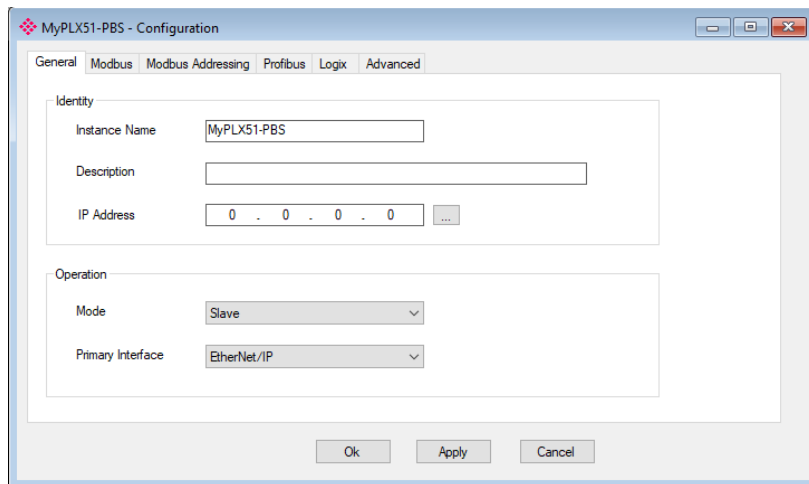 MyPLX51-PBS - Configuration
General Modbus Modbus Addressing Profibus Logix Advanced
Identity
Instance Name MyPLX51-PBS
Description
IP Address 0 . 0 . 0 . 0 ...
Operation
Mode Slave
Primary Interface EtherNet/IP
Ok Apply Cancel